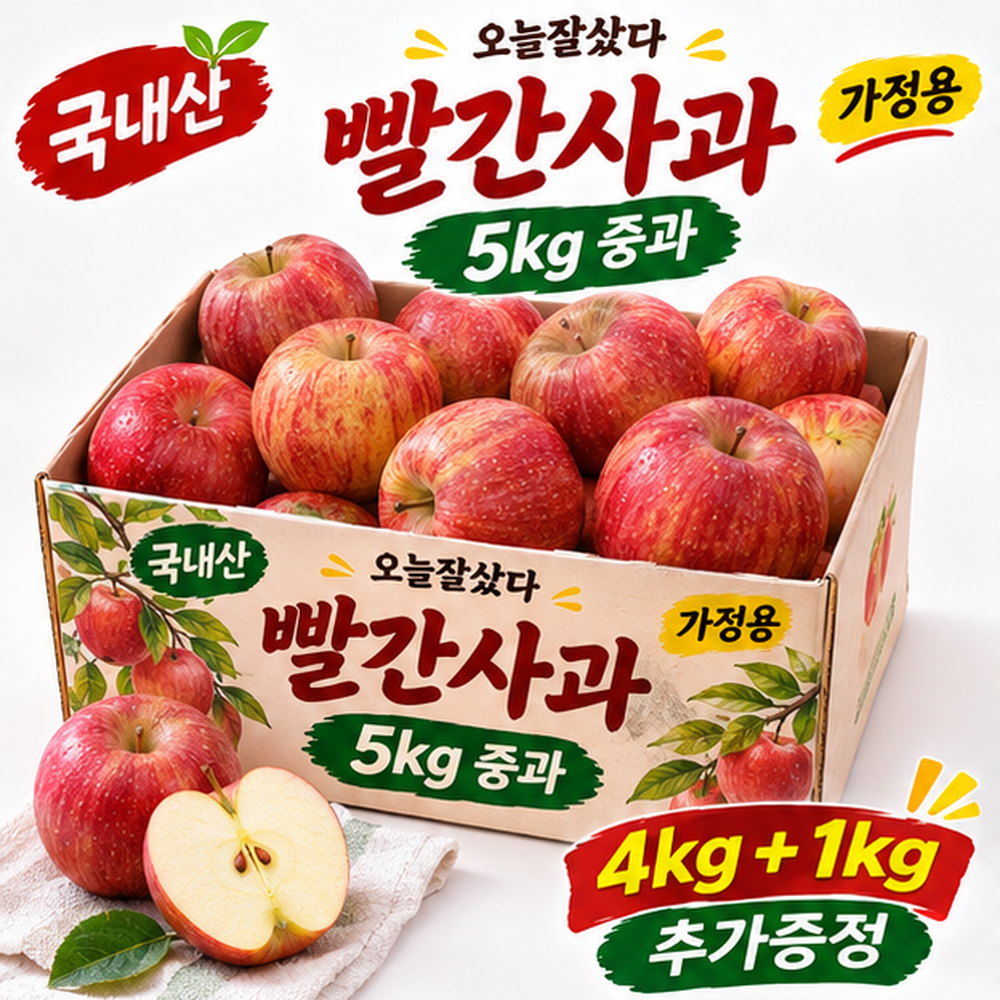 국내산
오늘잘샀다
빨간사과
가정용
5kg 중과
국내산
오늘잘샀다
빨간사과
가정용
5kg 중과
4kg + 1kg
추가증정